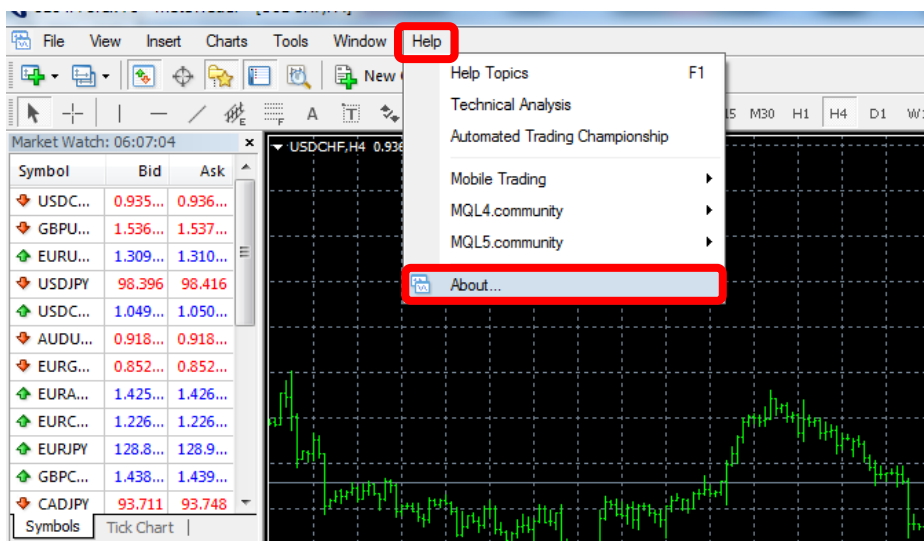 File View Insert Charts Tools Window Help
New
Help Topics F1
Technical Analysis
Automated Trading Championship
Mobile Trading
MQL4.community
MQL5.community
About...
A T M30 H1 H4 D1
Market Watch: 06:07:04
USDCHF,H4 0.936
Symbol Bid Ask
USDC... 0.935... 0.936...
GBPU... 1.536... 1.537...
EURU... 1.309... 1.310...
USDJPY 98.396 98.416
USDC... 1.049... 1.050...
AUDU... 0.918... 0.918...
EURG... 0.852... 0.852...
EURA... 1.425... 1.426...
EURC... 1.226... 1.226...
EURJPY 128.8... 128.9...
GBPC... 1.438... 1.439...
CADJPY 93.711 93.748
Symbols Tick Chart